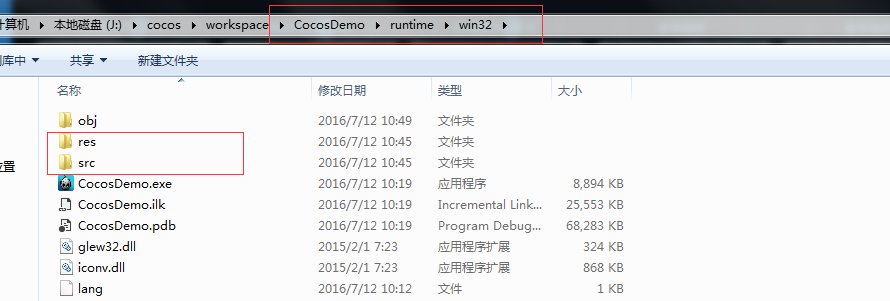 计算机 ▸ 本地磁盘 (J:) ▸ cocos ▸ workspace ▸ CocosDemo ▸ runtime ▸ win32 ▸
库中 ▼ 共享 ▼ 新建文件夹
名称 修改日期 类型 大小
obj 2016/7/12 10:49 文件夹
res 2016/7/12 10:45 文件夹
src 2016/7/12 10:45 文件夹
位置
CocosDemo.exe 2016/7/12 10:19 应用程序 8,894 KB
CocosDemo.ilk 2016/7/12 10:19 Incremental Link... 25,553 KB
CocosDemo.pdb 2016/7/12 10:19 Program Debug... 68,283 KB
glew32.dll 2015/2/1 7:23 应用程序扩展 324 KB
iconv.dll 2015/2/1 7:23 应用程序扩展 868 KB
lang 2016/7/12 10:12 文件 1 KB